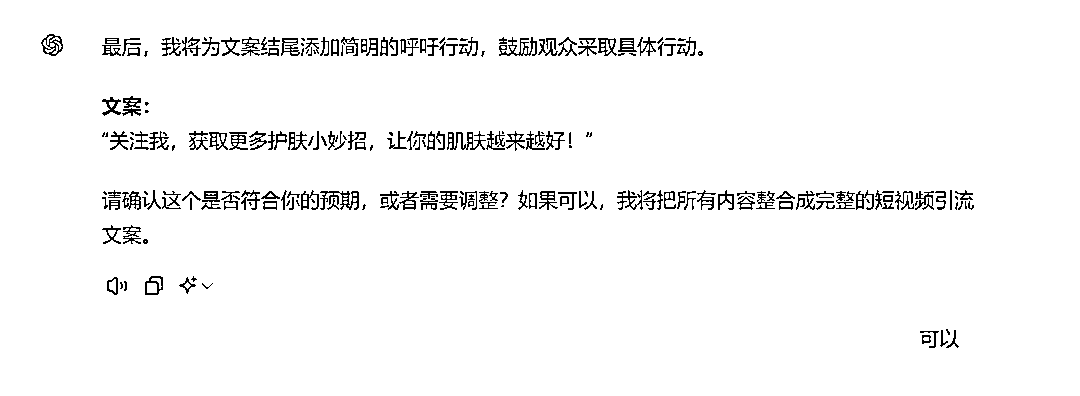 最后，我将为文案结尾添加简明的呼吁行动，鼓励观众采取具体行动。
文案：
“关注我，获取更多护肤小妙招，让你的肌肤越来越好！”
请确认这个是否符合你的预期，或者需要调整？如果可以，我将把所有内容整合成完整的短视频引流
文案。
可以